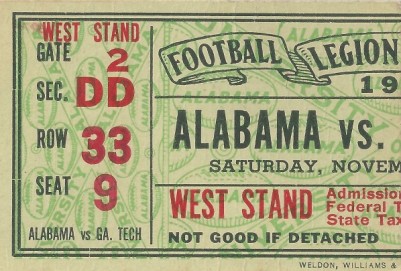 WEST STAND
GATE 2
SEC. DD
ROW 33
SEAT 9
ALABAMA vs GA. TECH
FOOTBALL LEGION
19
ALABAMA VS.
SATURDAY, NOVEM
WEST STAND
Admission
Federal T
State Tax
NOT GOOD IF DETACHED
WELDON, WILLIAMS &